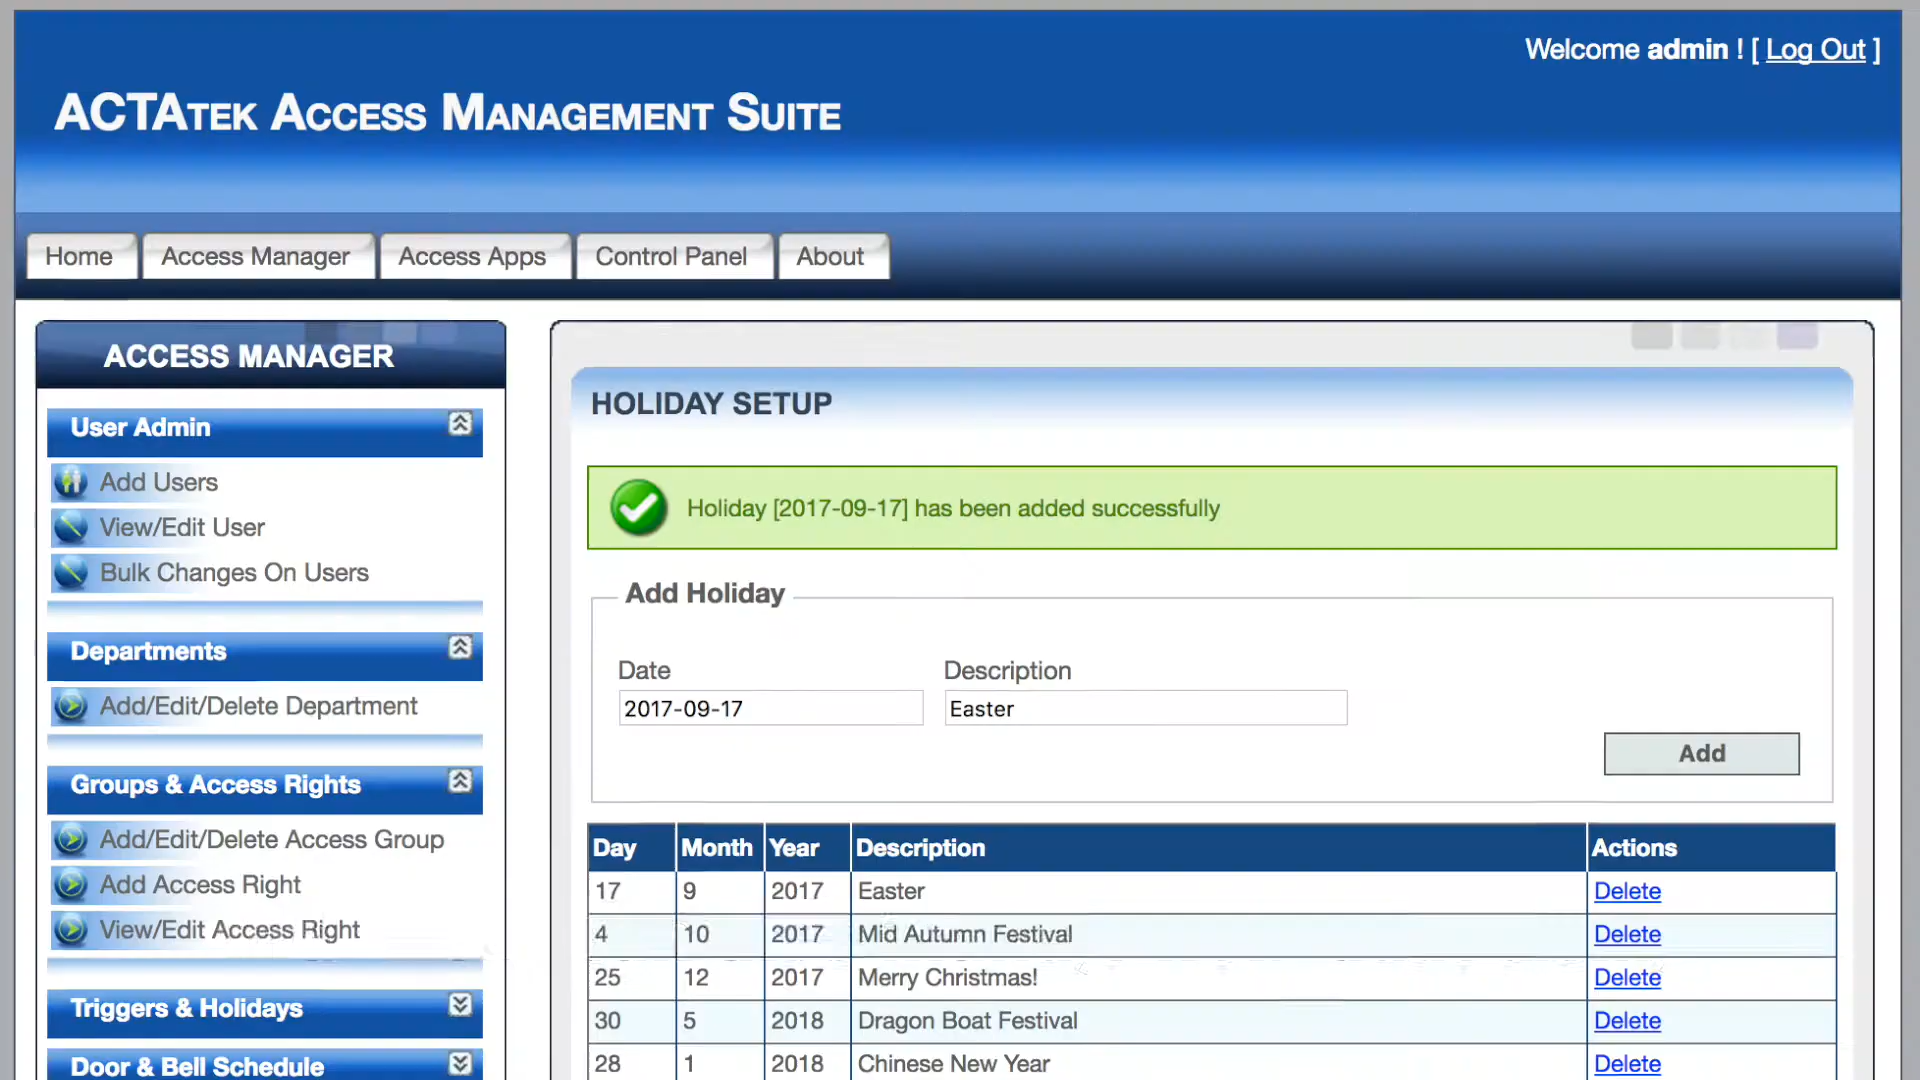 Welcome admin ! [ Log Out ]
ACTATEK ACCESS MANAGEMENT SUITE
Home Access Manager Access Apps Control Panel About
ACCESS MANAGER
User Admin
Add Users
View/Edit User
Bulk Changes On Users
Departments
Add/Edit/Delete Department
Groups & Access Rights
Add/Edit/Delete Access Group
Add Access Right
View/Edit Access Right
Triggers & Holidays
Door & Bell Schedule
HOLIDAY SETUP
Holiday [2017-09-17] has been added successfully
Add Holiday
Date Description
2017-09-17 Easter
Add
Day Month Year Description Actions
17 9 2017 Easter Delete
4 10 2017 Mid Autumn Festival Delete
25 12 2017 Merry Christmas! Delete
30 5 2018 Dragon Boat Festival Delete
28 1 2018 Chinese New Year Delete